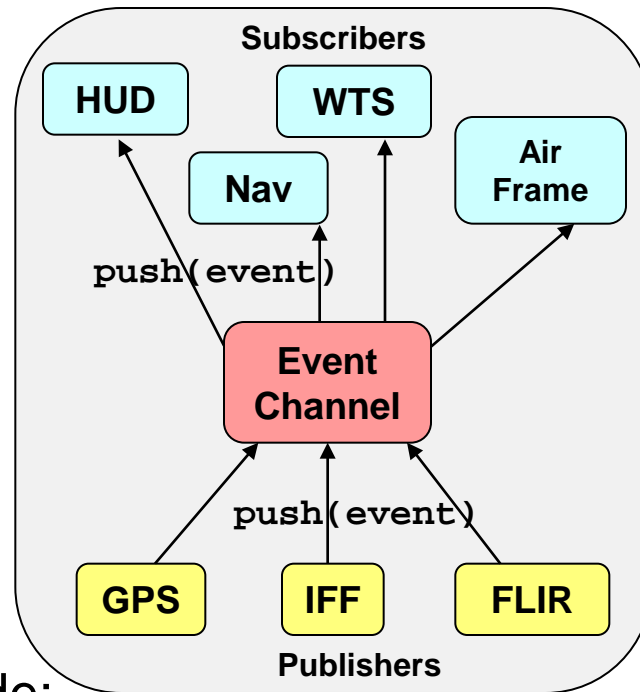 Subscribers
HUD
WTS
Air
Frame
Nav
push(event)
Event
Channel
push(event)
GPS
IFF
FLIR
Publishers